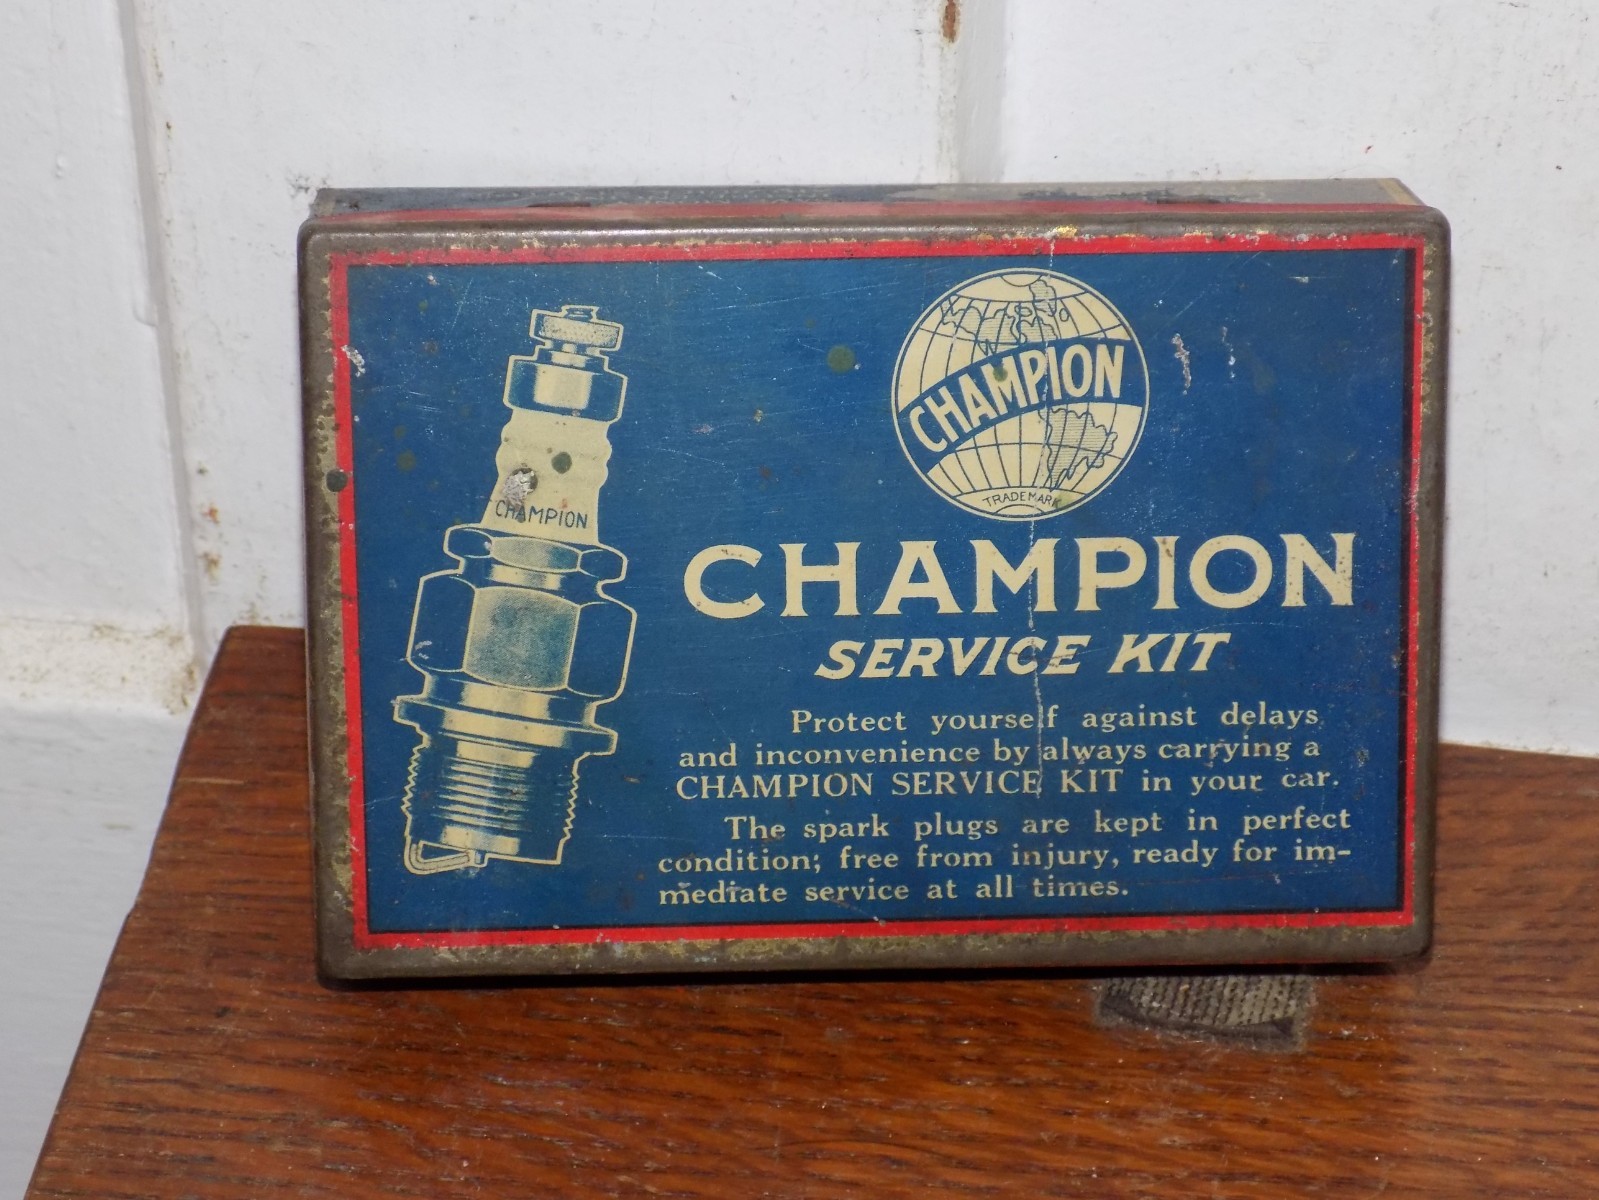 CHAMPION
TRADEMARK
CHAMPION
CHAMPION
SERVICE KIT
Protect yourself against delays
and inconvenience by always carrying a
CHAMPION SERVICE KIT in your car.
The spark plugs are kept in perfect
condition; free from injury, ready for im-
mediate service at all times.